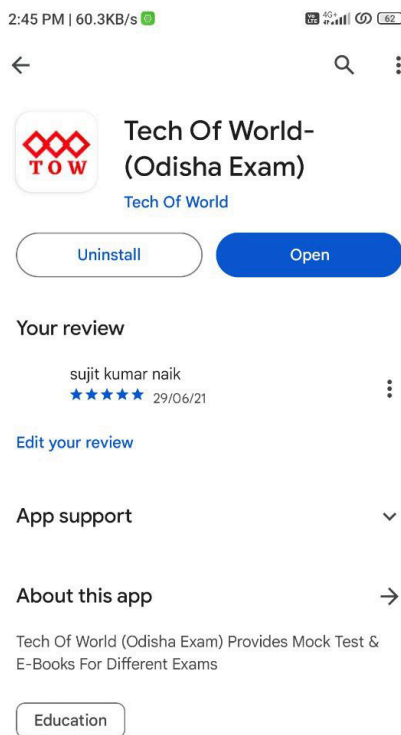 2:45 PM | 60.3KB/s
4G+
62
TOW
Tech Of World-
(Odisha Exam)
Tech Of World
Uninstall
Open
Your review
sujit kumar naik
29/06/21
Edit your review
App support
About this app
Tech Of World (Odisha Exam) Provides Mock Test &
E-Books For Different Exams
Education